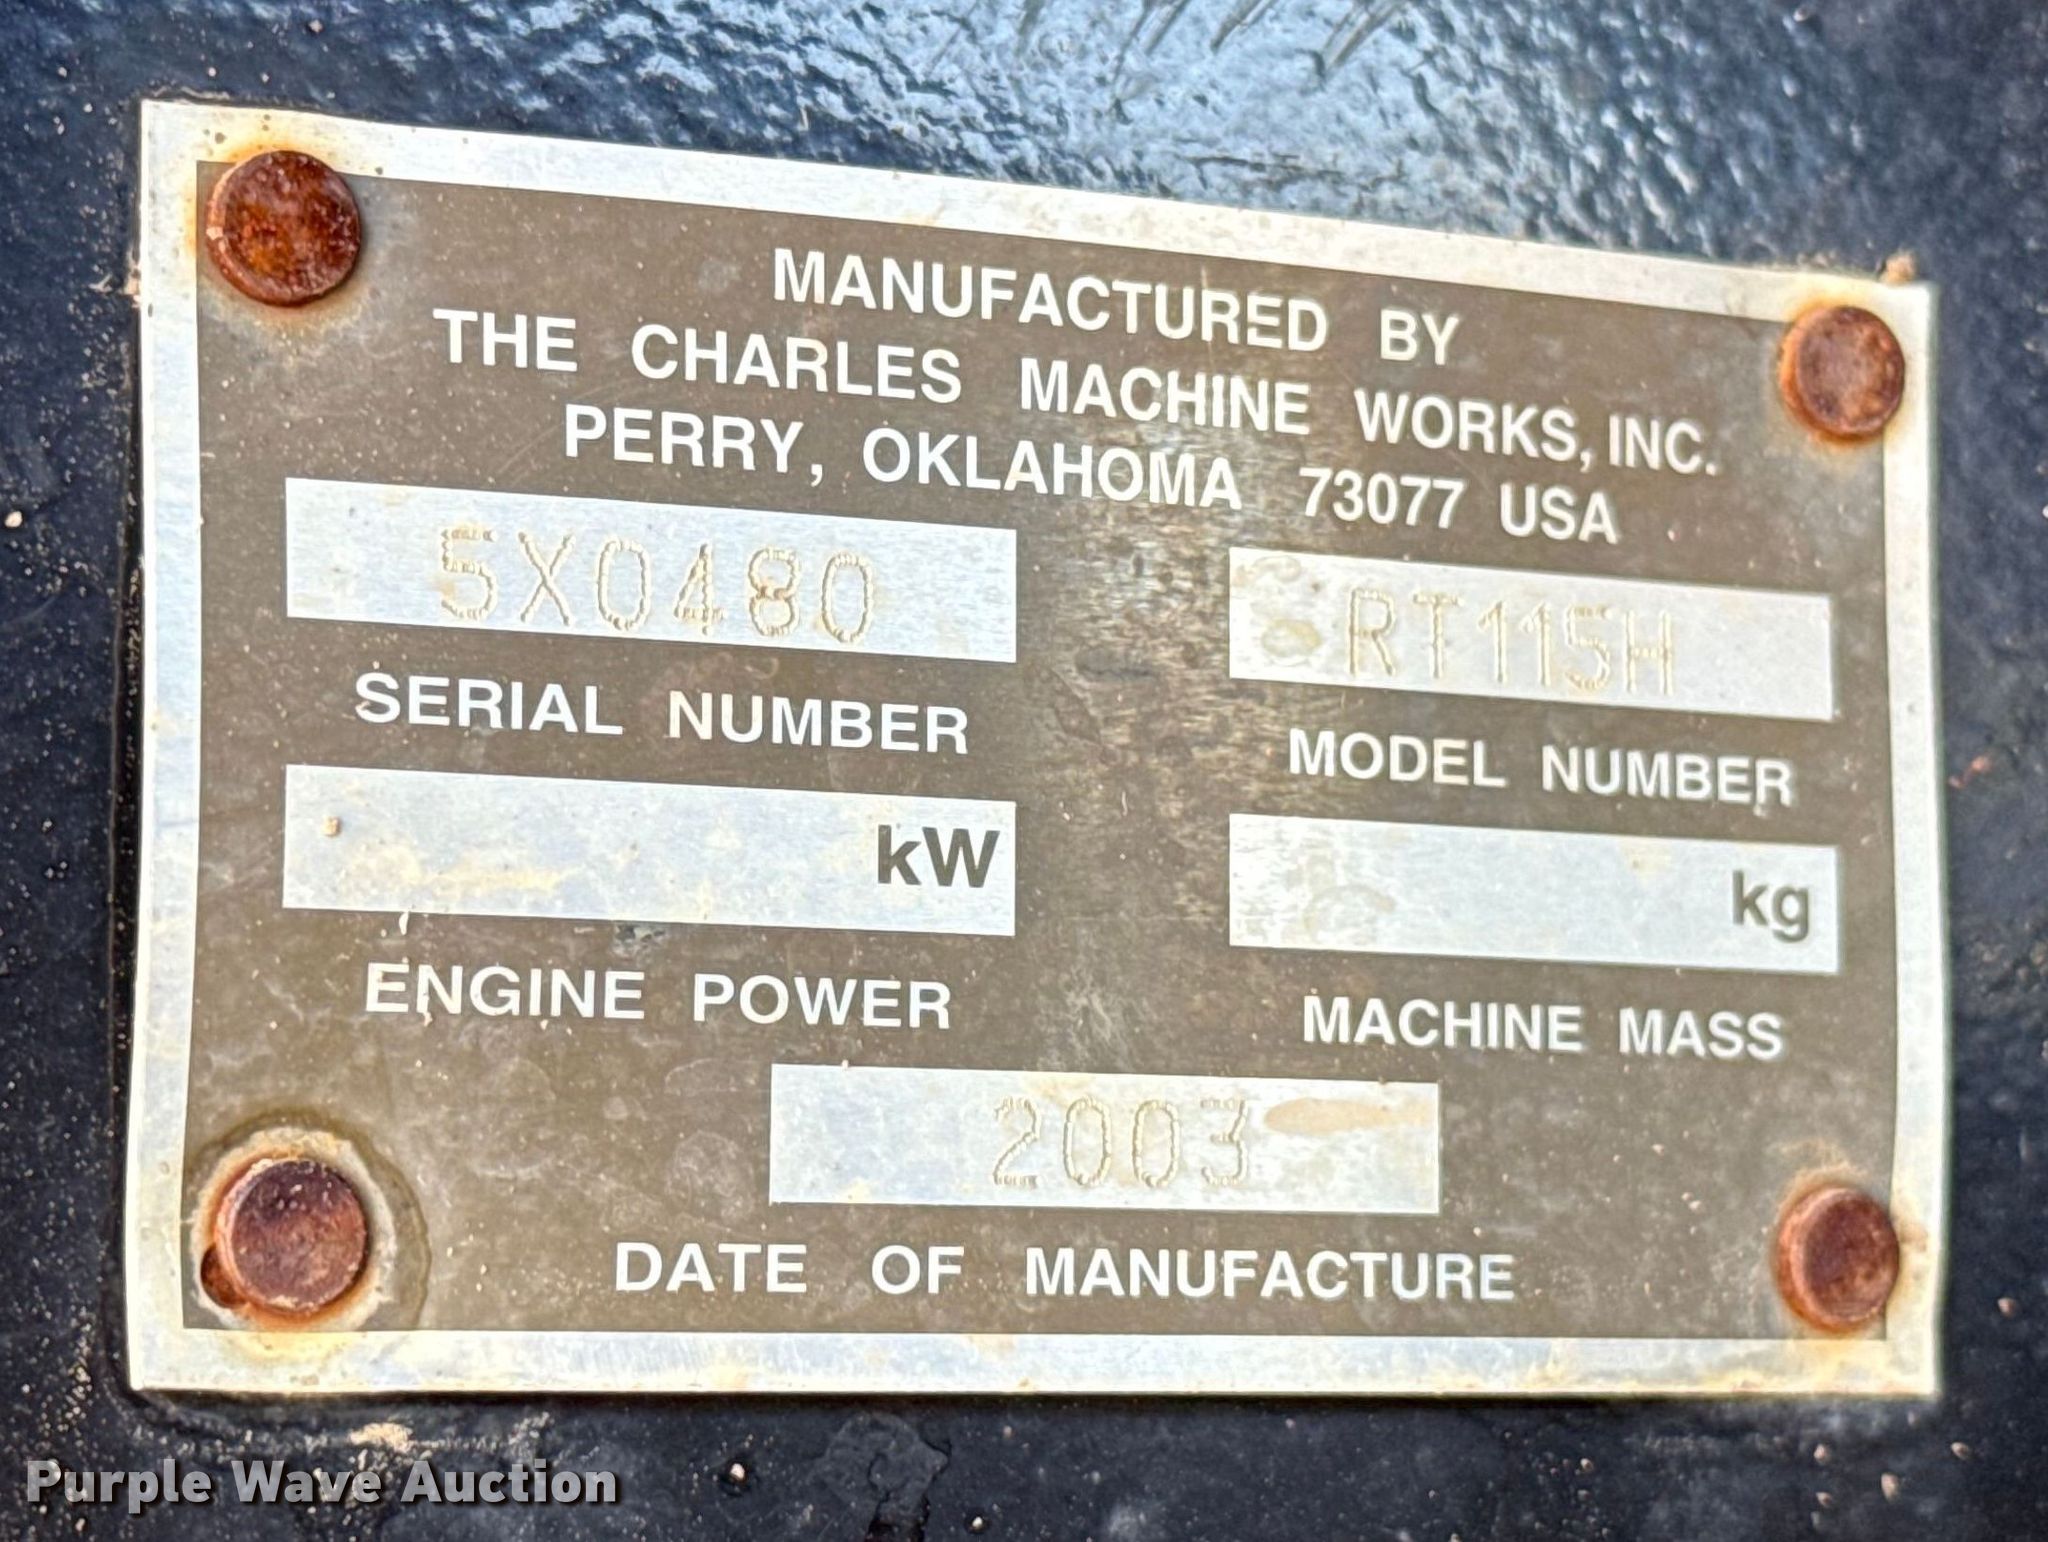 MANUFACTURED BY
THE CHARLES MACHINE WORKS, INC.
PERRY, OKLAHOMA 73077 USA
5X0480 RT115H
SERIAL NUMBER MODEL NUMBER
kW kg
ENGINE POWER MACHINE MASS
2003
DATE OF MANUFACTURE
Purple Wave Auction